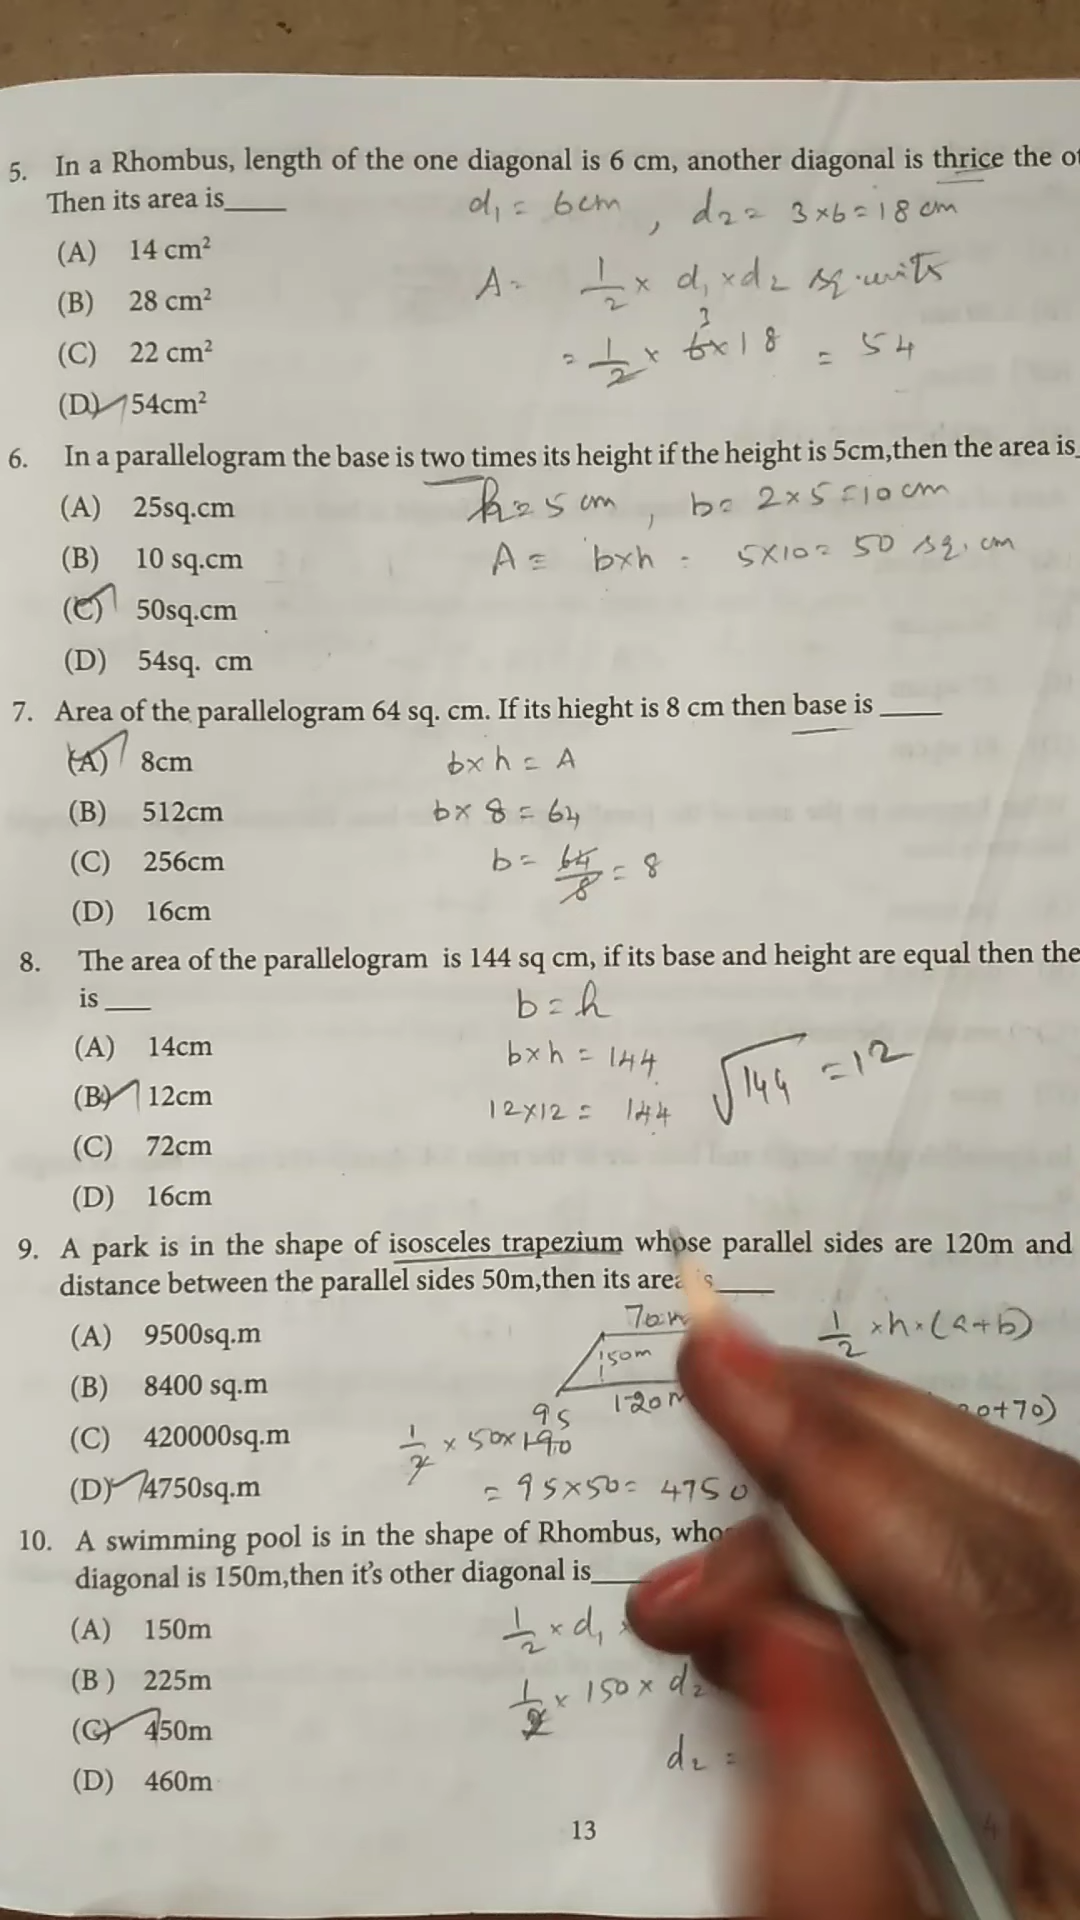 5. In a Rhombus, length of the one diagonal is 6 cm, another diagonal is thrice the
Then its area is____
d₁ = 6cm , d₂ = 3×6=18 cm
(A) 14 cm²
A = 1/2 × d₁ × d₂ sq.units
(B) 28 cm²
(C) 22 cm²
3
= 1/2 × 6×18 = 54
(D) 54cm²
6. In a parallelogram the base is two times its height if the height is 5cm,then the area is
(A) 25sq.cm
h = 5 cm , b = 2×5=10 cm
(B) 10 sq.cm
A = b×h = 5×10 = 50 sq. cm
(C) 50sq.cm
(D) 54sq. cm
7. Area of the parallelogram 64 sq. cm. If its hieght is 8 cm then base is ____
(A) 8cm
b×h = A
(B) 512cm
b× 8 = 64
(C) 256cm
b = 64/8 = 8
(D) 16cm
8. The area of the parallelogram is 144 sq cm, if its base and height are equal then the
is ___
b = h
(A) 14cm
b×h = 144
√144 = 12
(B) 12cm
12×12 = 144
(C) 72cm
(D) 16cm
9. A park is in the shape of isosceles trapezium whose parallel sides are 120m and
distance between the parallel sides 50m,then its ____
(A) 9500sq.m
1/2 ×h×(a+b)
50m
(B) 8400 sq.m
+70)
95
(C) 420000sq.m
1/2 × 50×190
(D) 4750sq.m
= 95×50 = 4750
10. A swimming pool is in the shape of Rhombus,
diagonal is 150m,then it's other diagonal is____
(A) 150m
1/2 × d₁
(B) 225m
1/2 × 150 × d₂
(C) 450m
d₂ =
(D) 460m
13